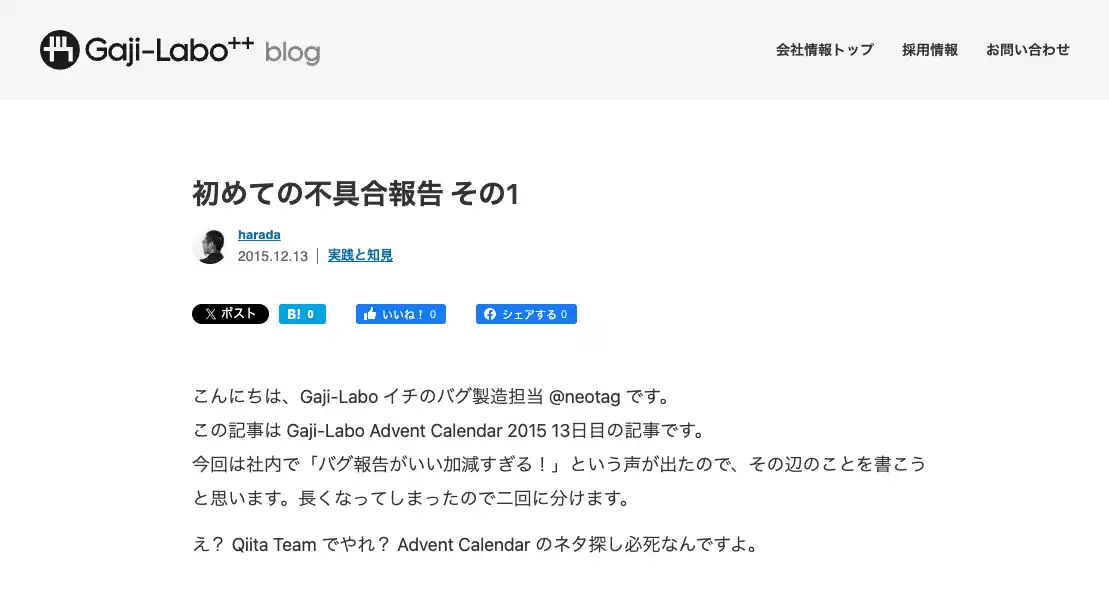 Gaji-Labo++ blog
会社情報トップ 採用情報 お問い合わせ
初めての不具合報告 その1
harada
2015.12.13 | 実践と知見
ポスト B! 0 いいね! 0 シェアする 0
こんにちは、Gaji-Labo イチのバグ製造担当 @neotag です。
この記事は Gaji-Labo Advent Calendar 2015 13日目の記事です。
今回は社内で「バグ報告がいい加減すぎる！」という声が出たので、その辺のことを書こう
と思います。長くなってしまったので二回に分けます。
え？ Qiita Team でやれ？ Advent Calendar のネタ探し必死なんですよ。